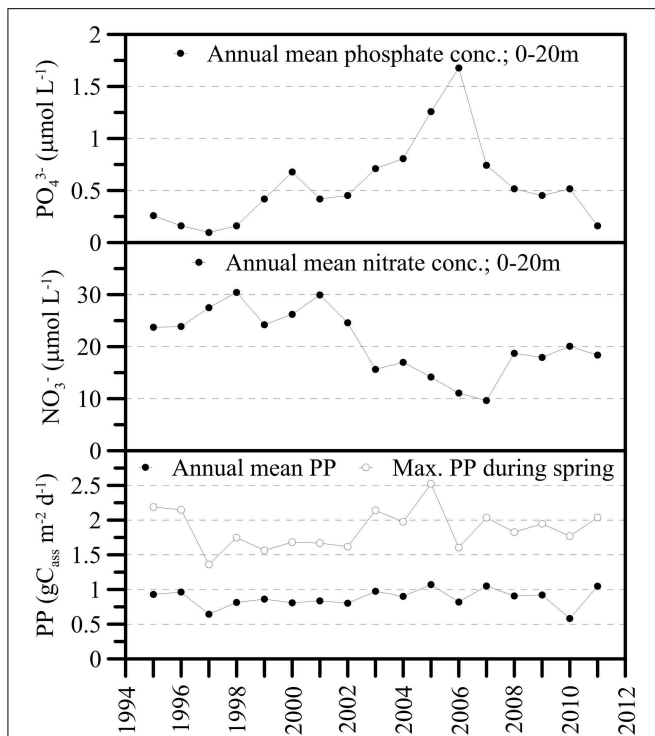 2
Annual mean phosphate conc.; 0-20m
1.5
1
0.5
0
PO₄³⁻ (μmol L⁻¹)
Annual mean nitrate conc.; 0-20m
30
20
10
0
NO₃⁻ (μmol L⁻¹)
Annual mean PP Max. PP during spring
2.5
2
1.5
1
0.5
0
PP (gCₐₛₛ m⁻² d⁻¹)
1994 1996 1998 2000 2002 2004 2006 2008 2010 2012